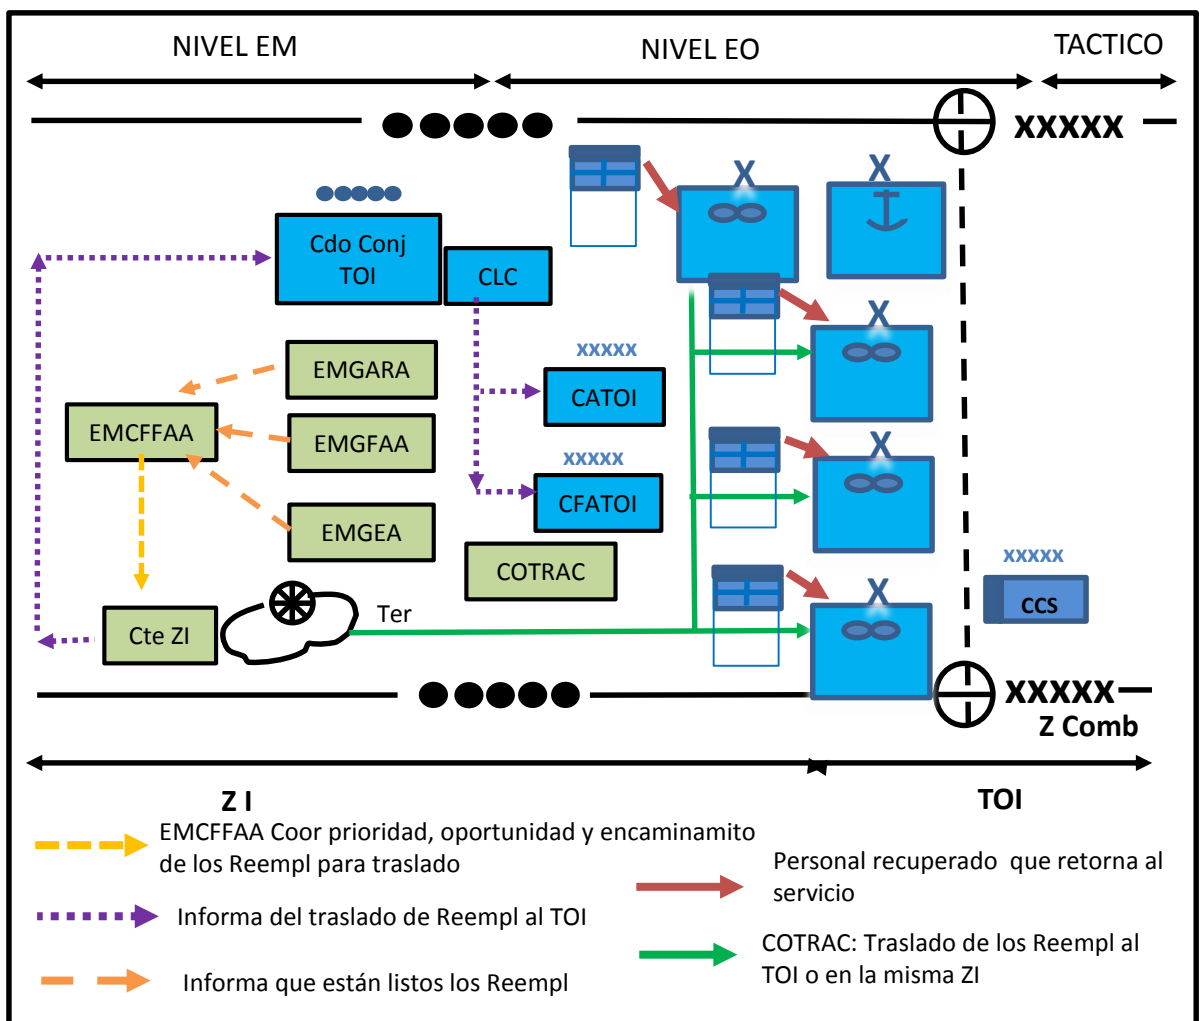 NIVEL EM
NIVEL EO
TACTICO
XXXXX
X
X
Cdo Conj
TOI
CLC
X
XXXXX
EMGARA
CATOI
EMCFFAA
EMGFAA
X
XXXXX
CFATOI
EMGEA
COTRAC
XXXXX
X
CCS
Ter
Cte ZI
XXXXX
Z Comb
Z I
TOI
EMCFFAA Coor prioridad, oportunidad y encaminamito
de los Reempl para traslado
Informa del traslado de Reempl al TOI
Informa que están listos los Reempl
Personal recuperado que retorna al
servicio
COTRAC: Traslado de los Reempl al
TOI o en la misma ZI